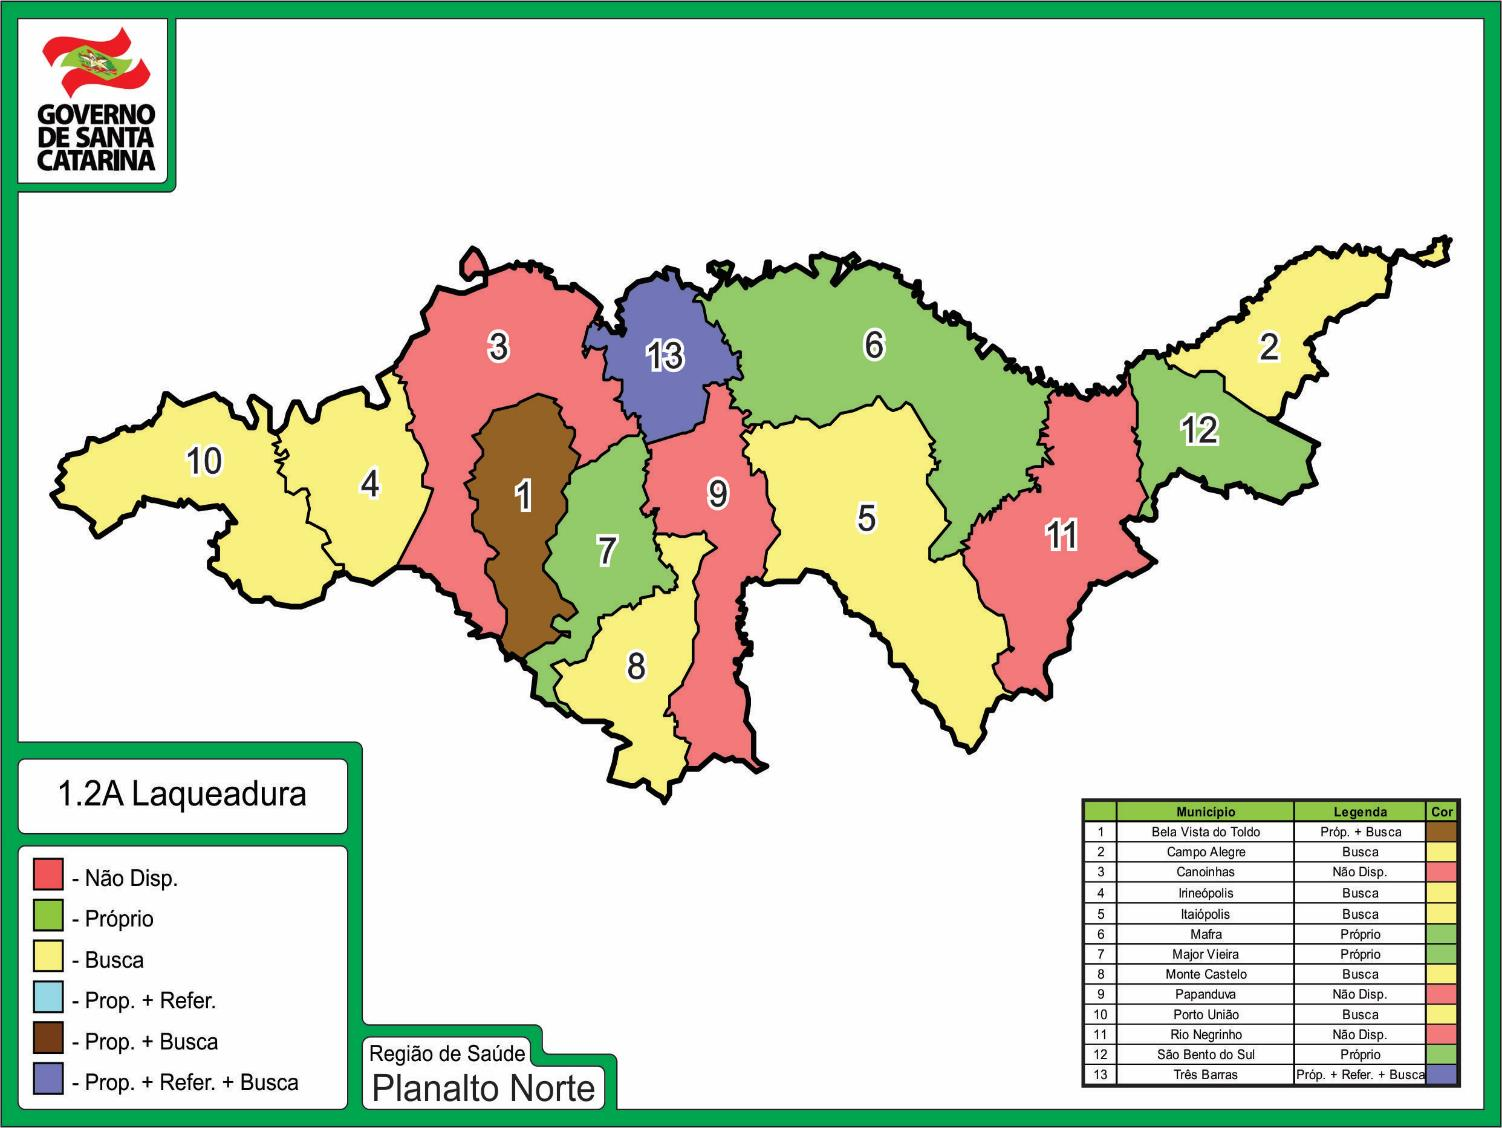 GOVERNO
DE SANTA
CATARINA
3
13
6
2
10
4
1
7
9
5
11
12
8
1.2A Laqueadura
- Não Disp.
- Próprio
- Busca
- Prop. + Refer.
- Prop. + Busca
- Prop. + Refer. + Busca
Região de Saúde
Planalto Norte
Município Legenda Cor
1 Bela Vista do Toldo Próp. + Busca
2 Campo Alegre Busca
3 Canoinhas Não Disp.
4 Irineópolis Busca
5 Itaiópolis Busca
6 Mafra Próprio
7 Major Vieira Próprio
8 Monte Castelo Busca
9 Papanduva Não Disp.
10 Porto União Busca
11 Rio Negrinho Não Disp.
12 São Bento do Sul Próprio
13 Três Barras Próp. + Refer. + Busca